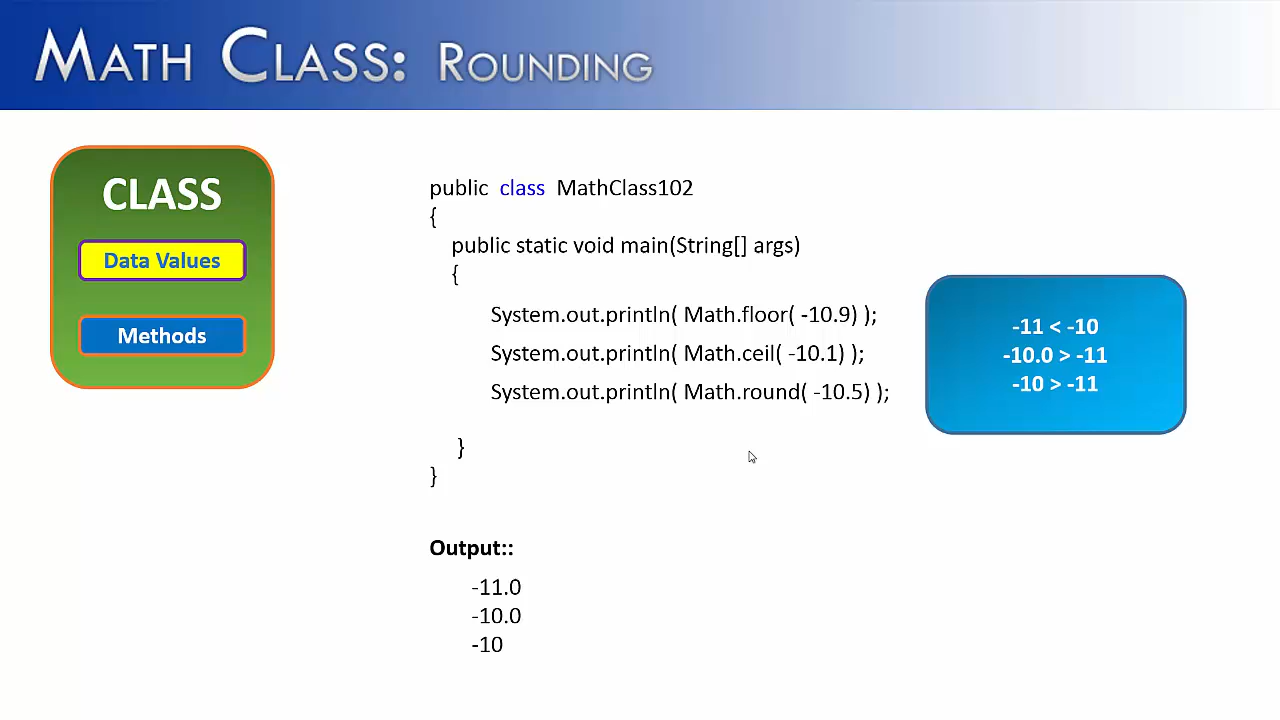 MATH CLASS: ROUNDING
CLASS
Data Values
Methods
public class MathClass102
{
public static void main(String[] args)
{
System.out.println( Math.floor( -10.9) );
System.out.println( Math.ceil( -10.1) );
System.out.println( Math.round( -10.5) );
}
}
-11 < -10
-10.0 > -11
-10 > -11
Output::
-11.0
-10.0
-10